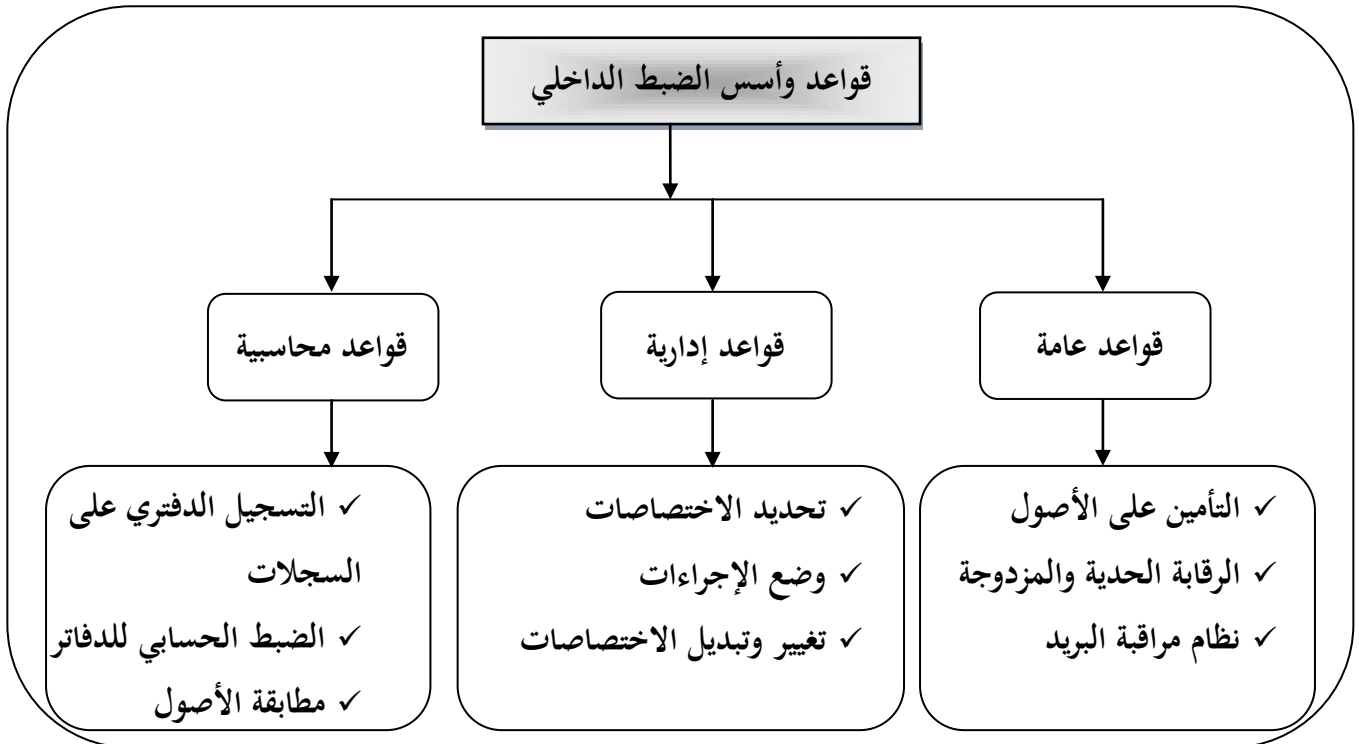 قواعد وأسس الضبط الداخلي
قواعد عامة
قواعد إدارية
قواعد محاسبية
✓ التأمين على الأصول
✓ الرقابة الحدية والمزدوجة
✓ نظام مراقبة البريد
✓ تحديد الاختصاصات
✓ وضع الإجراءات
✓ تغيير وتبديل الاختصاصات
✓ التسجيل الدفتري على
السجلات
✓ الضبط الحسابي للدفاتر
✓ مطابقة الأصول